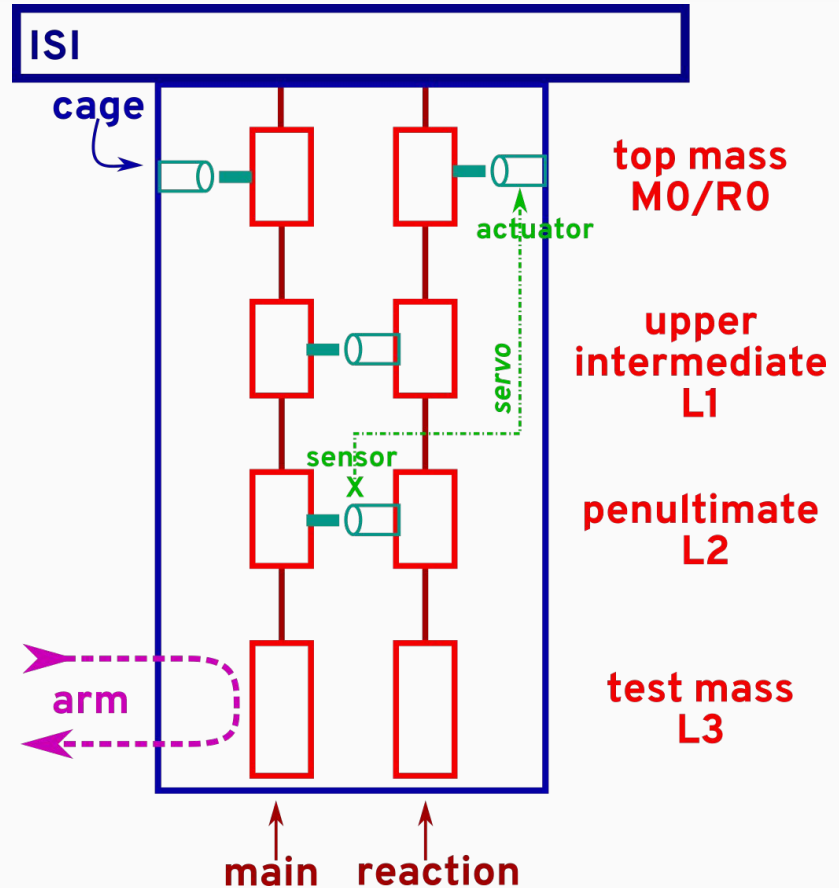 ISI
cage
top mass
M0/R0
actuator
upper
intermediate
L1
servo
sensor
X
penultimate
L2
test mass
L3
arm
main
reaction